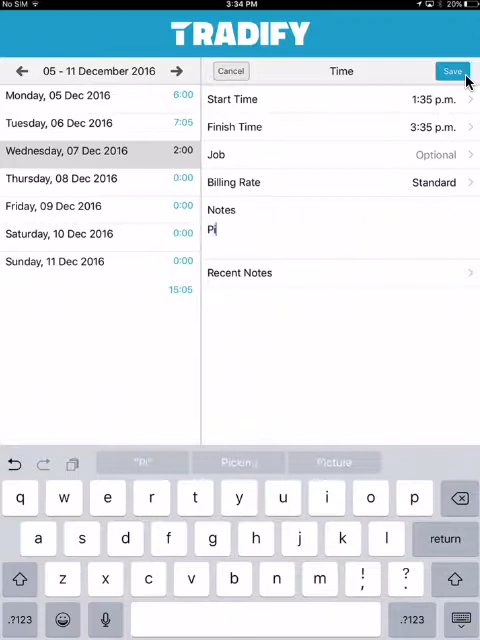 No SIM
3:34 PM
20%
TRADIFY
05 - 11 December 2016
Monday, 05 Dec 2016 6:00
Tuesday, 06 Dec 2016 7:05
Wednesday, 07 Dec 2016 2:00
Thursday, 08 Dec 2016 0:00
Friday, 09 Dec 2016 0:00
Saturday, 10 Dec 2016 0:00
Sunday, 11 Dec 2016 0:00
15:05
Cancel Time Save
Start Time 1:35 p.m.
Finish Time 3:35 p.m.
Job Optional
Billing Rate Standard
Notes
Pi
Recent Notes
"Pi" Picking Picture
q w e r t y u i o p
a s d f g h j k l return
z x c v b n m ! , ? .
.?123 .?123